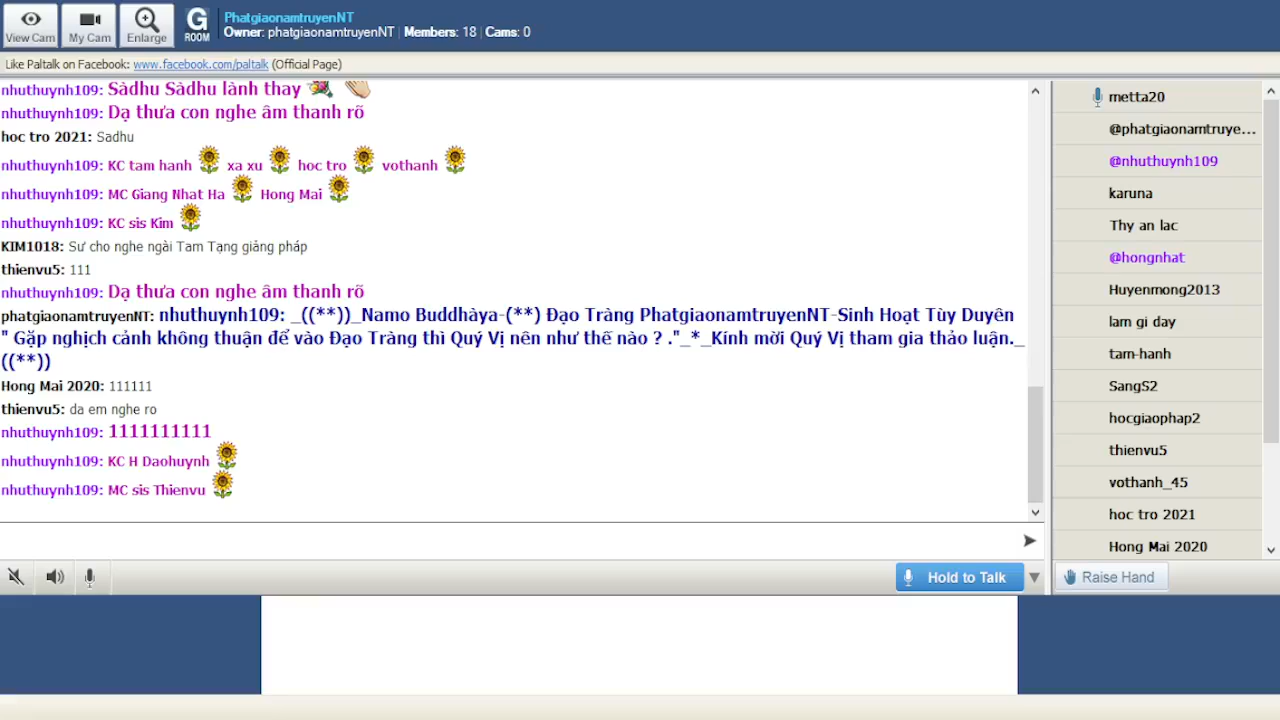 View Cam
My Cam
Enlarge
G
ROOM
PhatgiaonamtruyenNT
Owner: phatgiaonamtruyenNT | Members: 18 | Cams: 0
Like Paltalk on Facebook: www.facebook.com/paltalk (Official Page)
nhuthuynh109: Sàdhu Sàdhu lành thay
nhuthuynh109: Dạ thưa con nghe âm thanh rõ
hoc tro 2021: Sadhu
nhuthuynh109: KC tam hanh xa xu hoc tro vothanh
nhuthuynh109: MC Giang Nhat Ha Hong Mai
nhuthuynh109: KC sis Kim
KIM1018: Sư cho nghe ngài Tam Tạng giảng pháp
thienvu5: 111
nhuthuynh109: Dạ thưa con nghe âm thanh rõ
phatgiaonamtruyenNT: nhuthuynh109: _((**))_Namo Buddhàya-(**) Đạo Tràng PhatgiaonamtruyenNT-Sinh Hoạt Tùy Duyên
" Gặp nghịch cảnh không thuận để vào Đạo Tràng thì Quý Vị nên như thế nào ? ."_*_Kính mời Quý Vị tham gia thảo luận._
((**))
Hong Mai 2020: 111111
thienvu5: da em nghe ro
nhuthuynh109: 1111111111
nhuthuynh109: KC H Daohuynh
nhuthuynh109: MC sis Thienvu
Hold to Talk
metta20
@phatgiaonamtruye...
@nhuthuynh109
karuna
Thy an lac
@hongnhat
Huyenmong2013
lam gi day
tam-hanh
SangS2
hocgiaophap2
thienvu5
vothanh_45
hoc tro 2021
Hong Mai 2020
Raise Hand